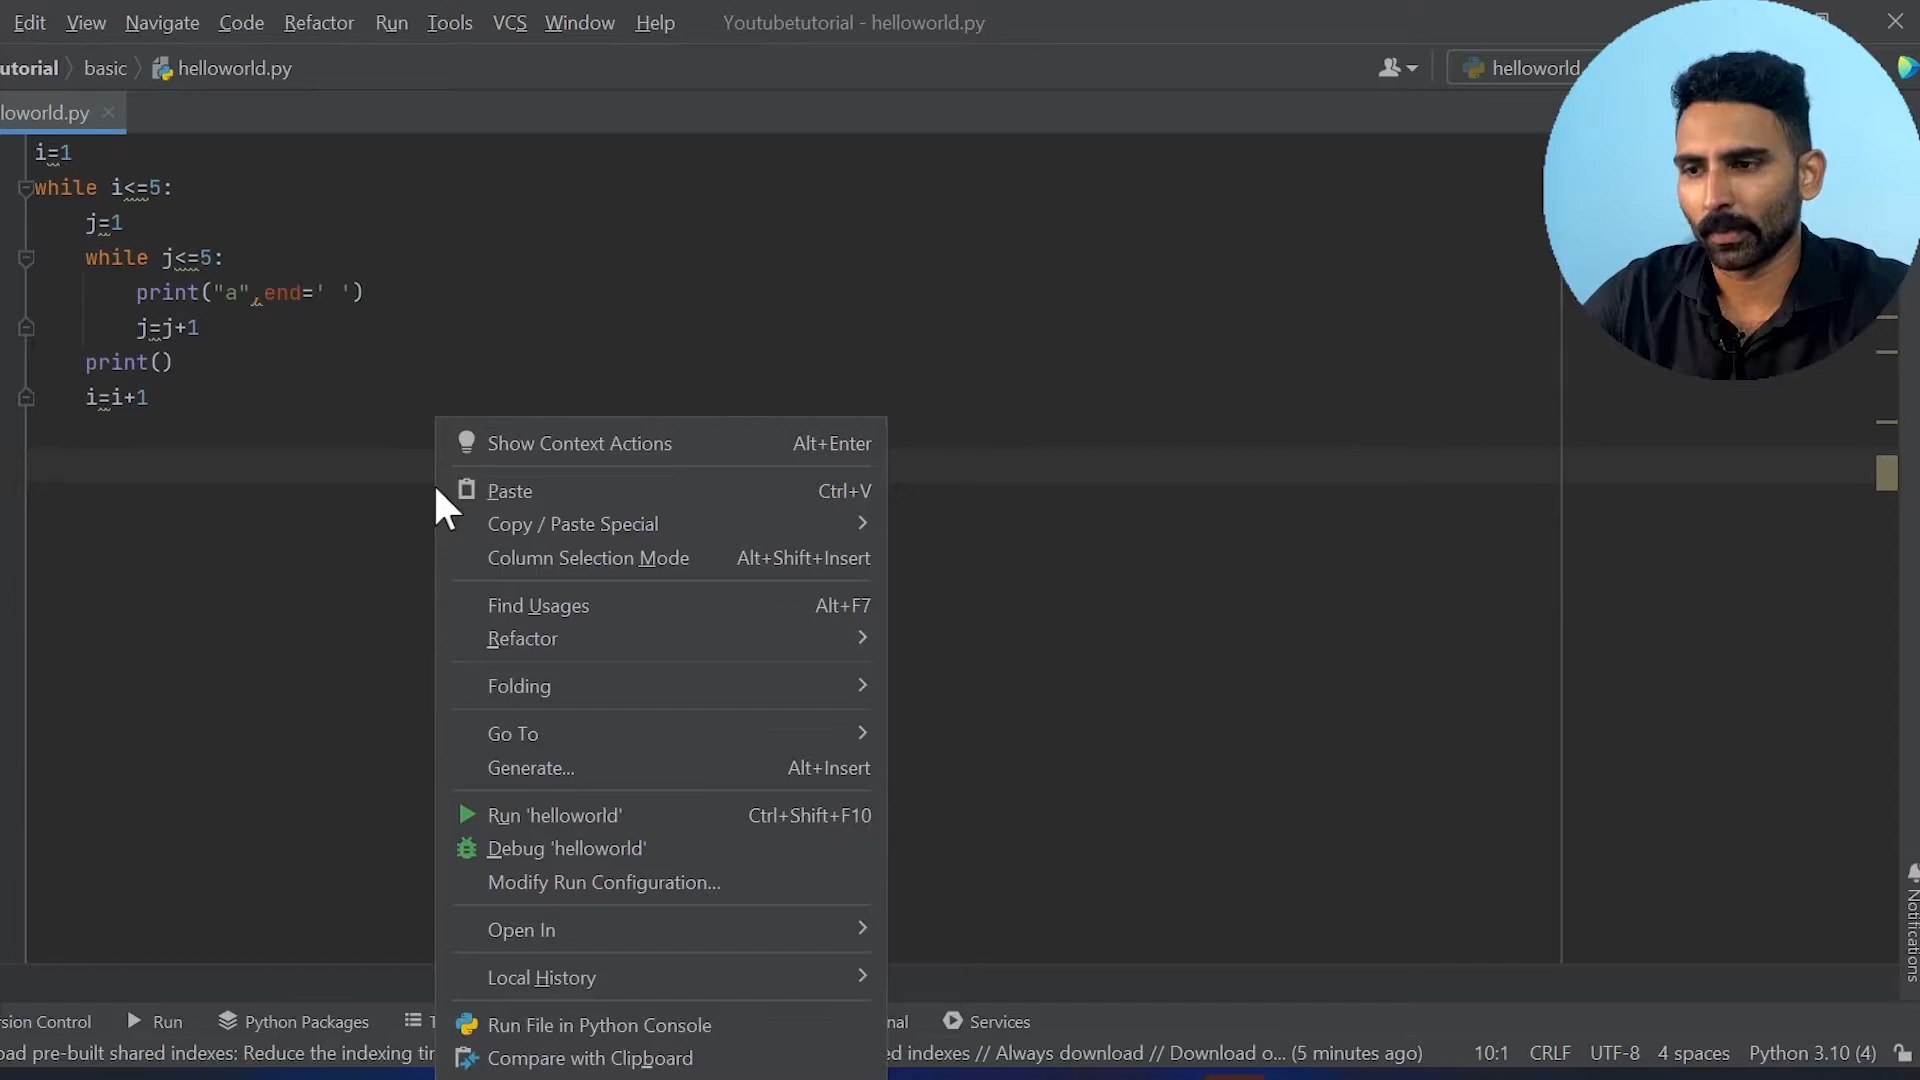 Edit View Navigate Code Refactor Run Tools VCS Window Help Youtubetutorial - helloworld.py
utorial basic helloworld.py helloworld
loworld.py
i=1
while i<=5:
j=1
while j<=5:
print("a",end=' ')
j=j+1
print()
i=i+1
Show Context Actions Alt+Enter
Paste Ctrl+V
Copy / Paste Special
Column Selection Mode Alt+Shift+Insert
Find Usages Alt+F7
Refactor
Folding
Go To
Generate... Alt+Insert
Run 'helloworld' Ctrl+Shift+F10
Debug 'helloworld'
Modify Run Configuration...
Open In
Local History
Run File in Python Console
Compare with Clipboard
Notifications
sion Control Run Python Packages T nal Services
oad pre-built shared indexes: Reduce the indexing tir ed indexes // Always download // Download o... (5 minutes ago) 10:1 CRLF UTF-8 4 spaces Python 3.10 (4)